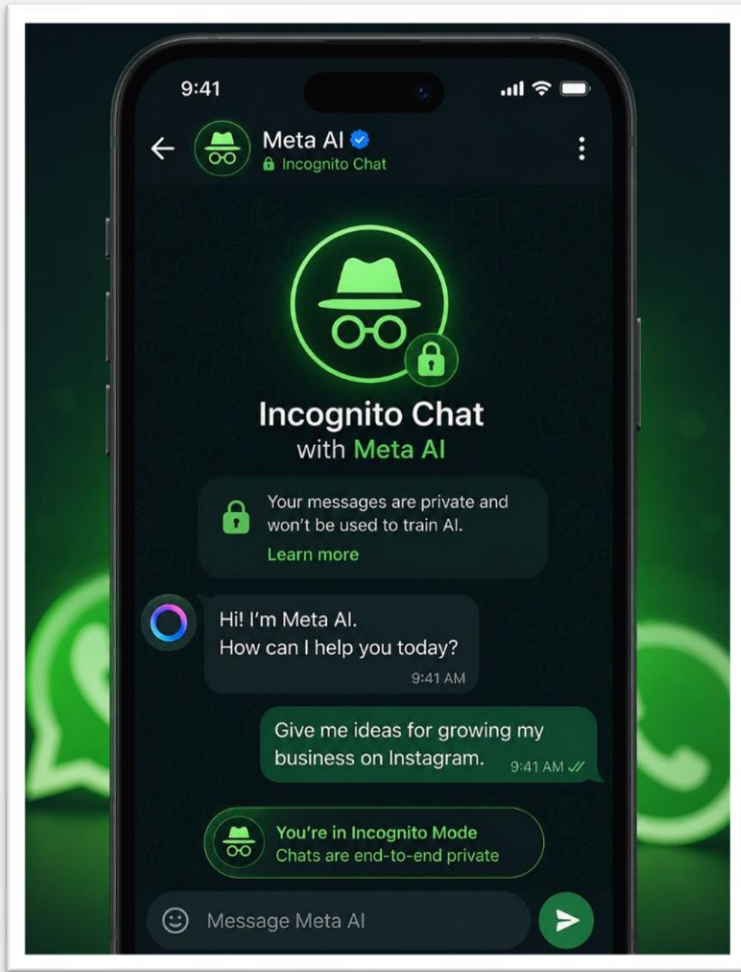 9:41
Meta AI
Incognito Chat
Incognito Chat
with Meta AI
Your messages are private and
won't be used to train AI.
Learn more
Hi! I'm Meta AI.
How can I help you today?
9:41 AM
Give me ideas for growing my
business on Instagram.
9:41 AM
You're in Incognito Mode
Chats are end-to-end private
Message Meta AI